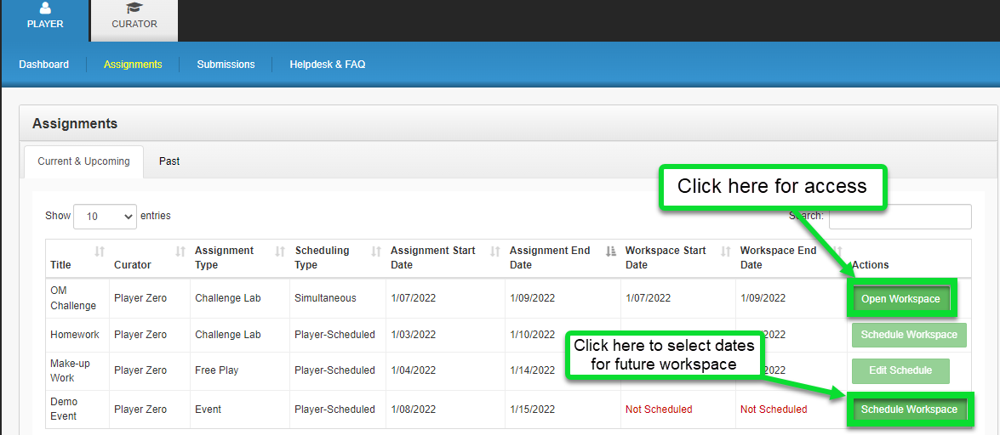 PLAYER
CURATOR
Dashboard
Assignments
Submissions
Helpdesk & FAQ
Assignments
Current & Upcoming
Past
Click here for access
Show 10 entries
Search:
Title
Curator
Assignment
Type
Scheduling
Type
Assignment Start
Date
Assignment End
Date
Workspace Start
Date
Workspace End
Date
Actions
OM
Challenge
Player Zero
Challenge Lab
Simultaneous
1/07/2022
1/09/2022
1/07/2022
1/09/2022
Open Workspace
Homework
Player Zero
Challenge Lab
Player-Scheduled
1/03/2022
1/10/2022
Schedule Workspace
Click here to select dates
for future workspace
Make-up
Work
Player Zero
Free Play
Player-Scheduled
1/04/2022
1/14/2022
Edit Schedule
Demo
Event
Player Zero
Event
Player-Scheduled
1/08/2022
1/15/2022
Not Scheduled
Not Scheduled
Schedule Workspace